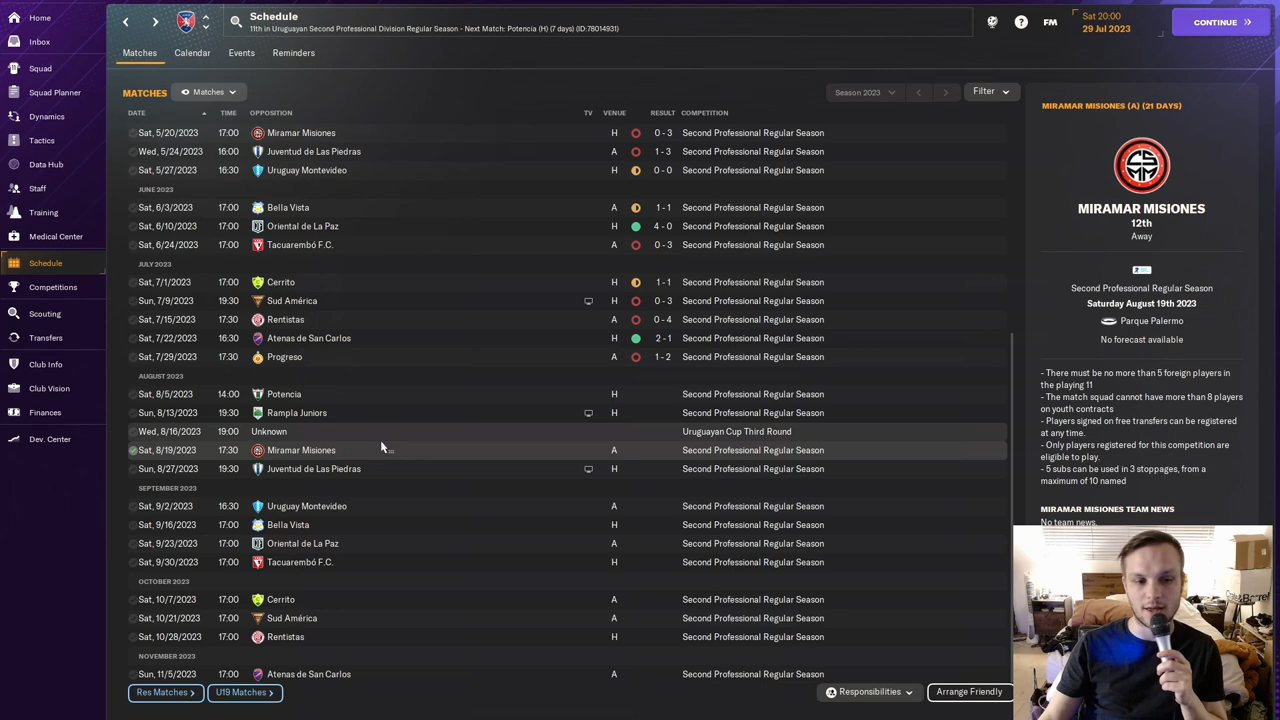 Home
Inbox
Squad
Squad Planner
Dynamics
Tactics
Data Hub
Staff
Training
Medical Center
Schedule
Competitions
Scouting
Transfers
Club Info
Club Vision
Finances
Dev. Center
Schedule
11th in Uruguayan Second Professional Division Regular Season - Next Match: Potencia (H) (7 days) (ID:78014931)
FM
Sat 20:00
29 Jul 2023
CONTINUE
Matches Calendar Events Reminders
MATCHES Matches Season 2023 Filter
DATE TIME OPPOSITION TV VENUE RESULT COMPETITION
Sat, 5/20/2023 17:00 Miramar Misiones H 0 - 3 Second Professional Regular Season
Wed, 5/24/2023 16:00 Juventud de Las Piedras A 1 - 3 Second Professional Regular Season
Sat, 5/27/2023 16:30 Uruguay Montevideo H 0 - 0 Second Professional Regular Season
JUNE 2023
Sat, 6/3/2023 17:00 Bella Vista A 1 - 1 Second Professional Regular Season
Sat, 6/10/2023 17:00 Oriental de La Paz H 4 - 0 Second Professional Regular Season
Sat, 6/24/2023 17:00 Tacuarembó F.C. A 0 - 3 Second Professional Regular Season
JULY 2023
Sat, 7/1/2023 17:00 Cerrito H 1 - 1 Second Professional Regular Season
Sun, 7/9/2023 19:30 Sud América H 0 - 3 Second Professional Regular Season
Sat, 7/15/2023 17:30 Rentistas A 0 - 4 Second Professional Regular Season
Sat, 7/22/2023 16:30 Atenas de San Carlos H 2 - 1 Second Professional Regular Season
Sat, 7/29/2023 17:30 Progreso A 1 - 2 Second Professional Regular Season
AUGUST 2023
Sat, 8/5/2023 14:00 Potencia H Second Professional Regular Season
Sun, 8/13/2023 19:30 Rampla Juniors H Second Professional Regular Season
Wed, 8/16/2023 19:00 Unknown Uruguayan Cup Third Round
Sat, 8/19/2023 17:30 Miramar Misiones A Second Professional Regular Season
Sun, 8/27/2023 19:30 Juventud de Las Piedras H Second Professional Regular Season
SEPTEMBER 2023
Sat, 9/2/2023 16:30 Uruguay Montevideo A Second Professional Regular Season
Sat, 9/16/2023 17:00 Bella Vista H Second Professional Regular Season
Sat, 9/23/2023 17:00 Oriental de La Paz A Second Professional Regular Season
Sat, 9/30/2023 17:00 Tacuarembó F.C. H Second Professional Regular Season
OCTOBER 2023
Sat, 10/7/2023 17:00 Cerrito A Second Professional Regular Season
Sat, 10/21/2023 17:00 Sud América A Second Professional Regular Season
Sat, 10/28/2023 17:00 Rentistas H Second Professional Regular Season
NOVEMBER 2023
Sun, 11/5/2023 17:00 Atenas de San Carlos A Second Professional Regular Season
Res Matches U19 Matches Responsibilities Arrange Friendly
MIRAMAR MISIONES (A) (21 DAYS)
MIRAMAR MISIONES
12th
Away
Second Professional Regular Season
Saturday August 19th 2023
Parque Palermo
No forecast available
- There must be no more than 5 foreign players in
the playing 11
- The match squad cannot have more than 8 players
on youth contracts
- Players signed on free transfers can be registered
at any time.
- Only players registered for this competition are
eligible to play.
- 5 subs can be used in 3 stoppages, from a
maximum of 10 named
MIRAMAR MISIONES TEAM NEWS
No team news.